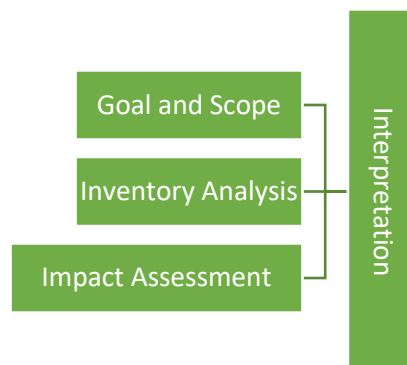 Goal and Scope
Inventory Analysis
Impact Assessment
Interpretation